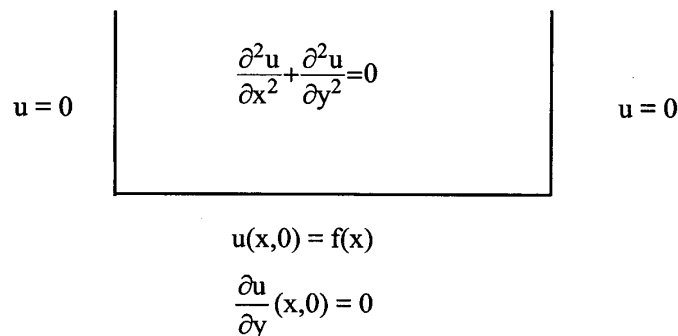 ∂²u/∂x² + ∂²u/∂y² = 0
u = 0
u = 0
u(x,0) = f(x)
∂u/∂y (x,0) = 0